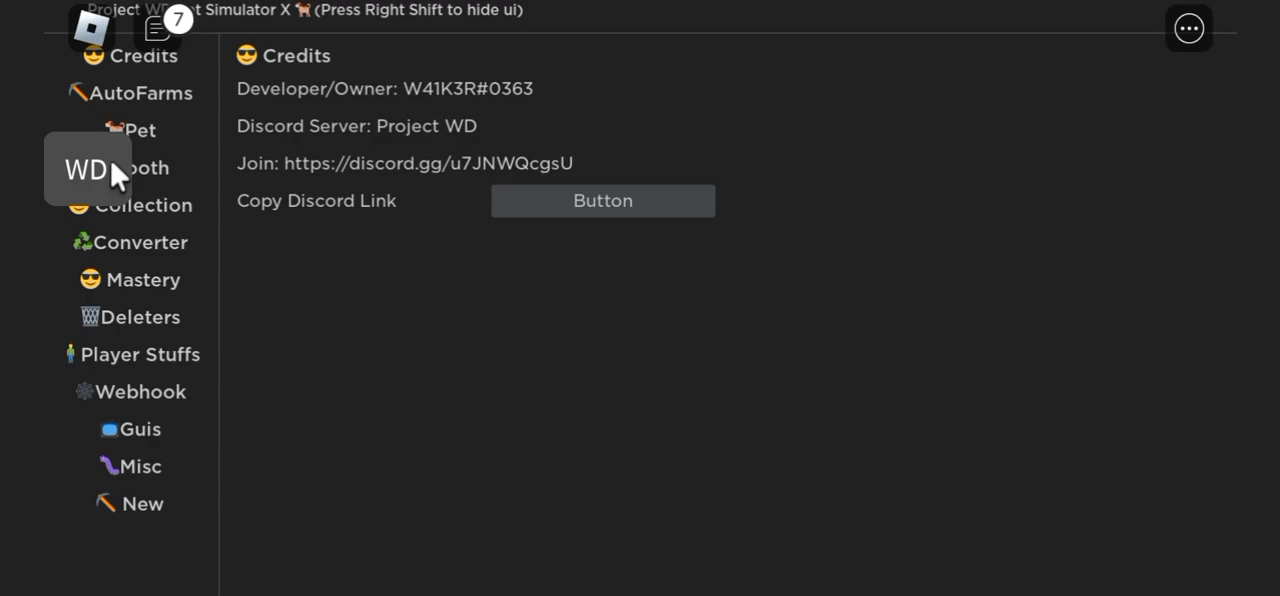 Project WD
t Simulator X 🐕(Press Right Shift to hide ui)
7
😎 Credits
⛏️AutoFarms
🐕Pet
WD
ooth
😎 Collection
♻️Converter
😎 Mastery
🗑️Deleters
🧍‍♂️Player Stuffs
🕸️Webhook
Guis
Misc
⛏️ New
😎 Credits
Developer/Owner: W41K3R#0363
Discord Server: Project WD
Join: https://discord.gg/u7JNWQcgsU
Copy Discord Link
Button